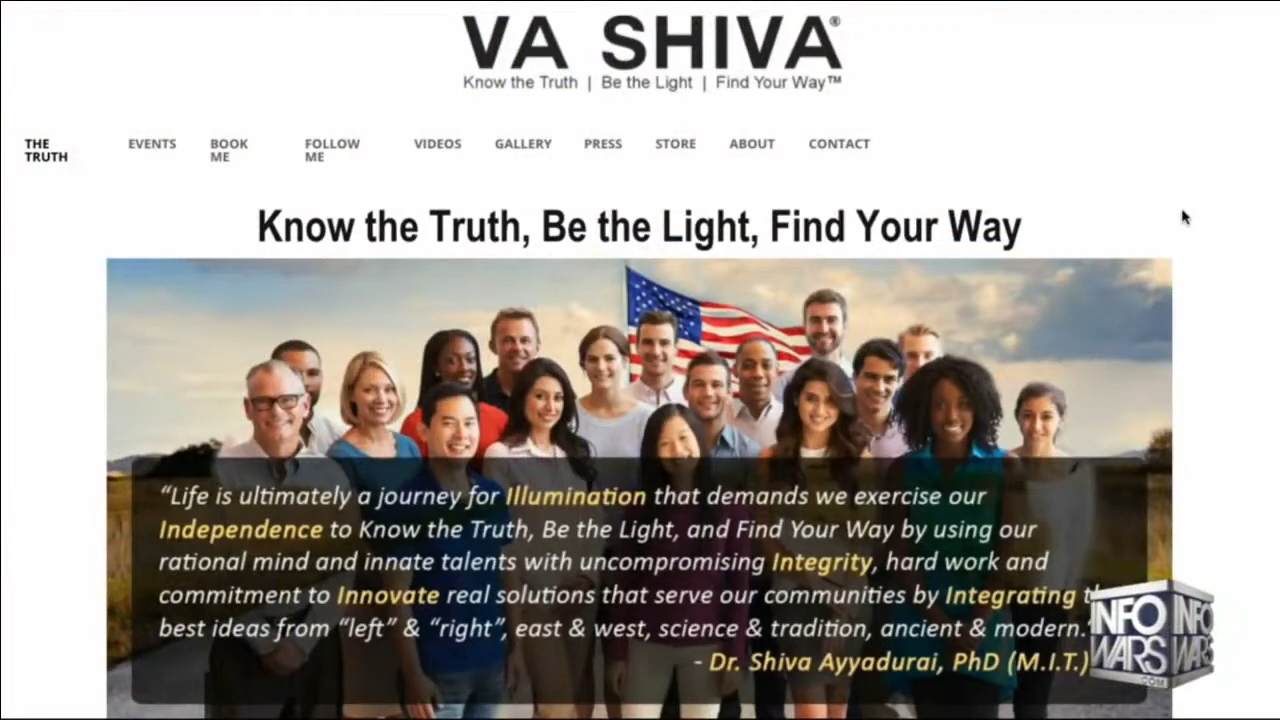 VA SHIVA®
Know the Truth | Be the Light | Find Your Way™
THE TRUTH
EVENTS
BOOK ME
FOLLOW ME
VIDEOS
GALLERY
PRESS
STORE
ABOUT
CONTACT
Know the Truth, Be the Light, Find Your Way
“Life is ultimately a journey for Illumination that demands we exercise our
Independence to Know the Truth, Be the Light, and Find Your Way by using our
rational mind and innate talents with uncompromising Integrity, hard work and
commitment to Innovate real solutions that serve our communities by Integrating
best ideas from “left” & “right”, east & west, science & tradition, ancient & modern.”
- Dr. Shiva Ayyadurai, PhD (M.I.T.)
INFO WARS .COM
INFO WARS